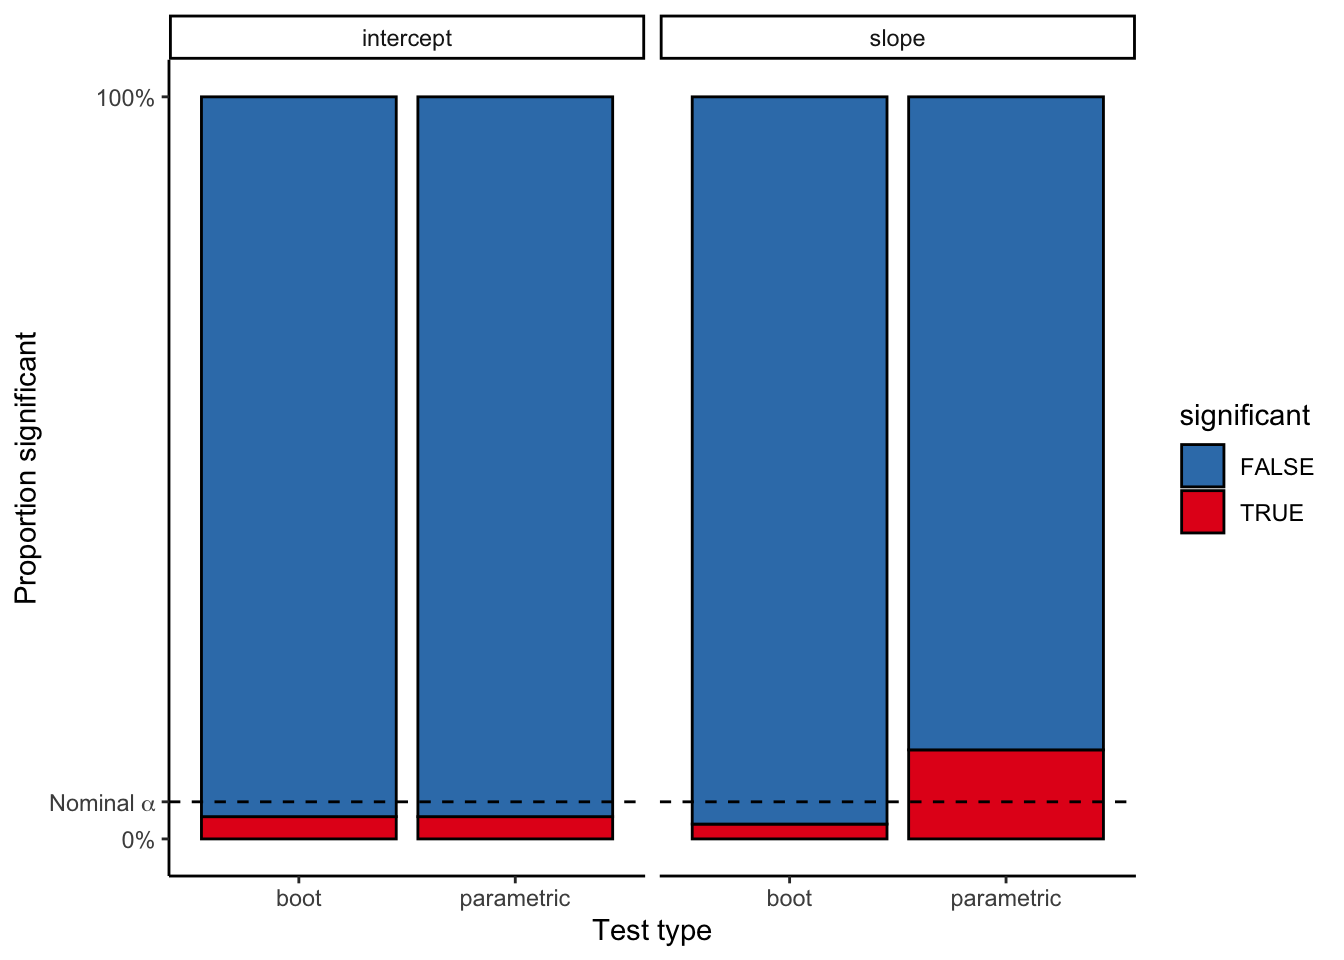 intercept
slope
100%
Proportion significant
Nominal α
0%
boot
parametric
boot
parametric
Test type
significant
FALSE
TRUE